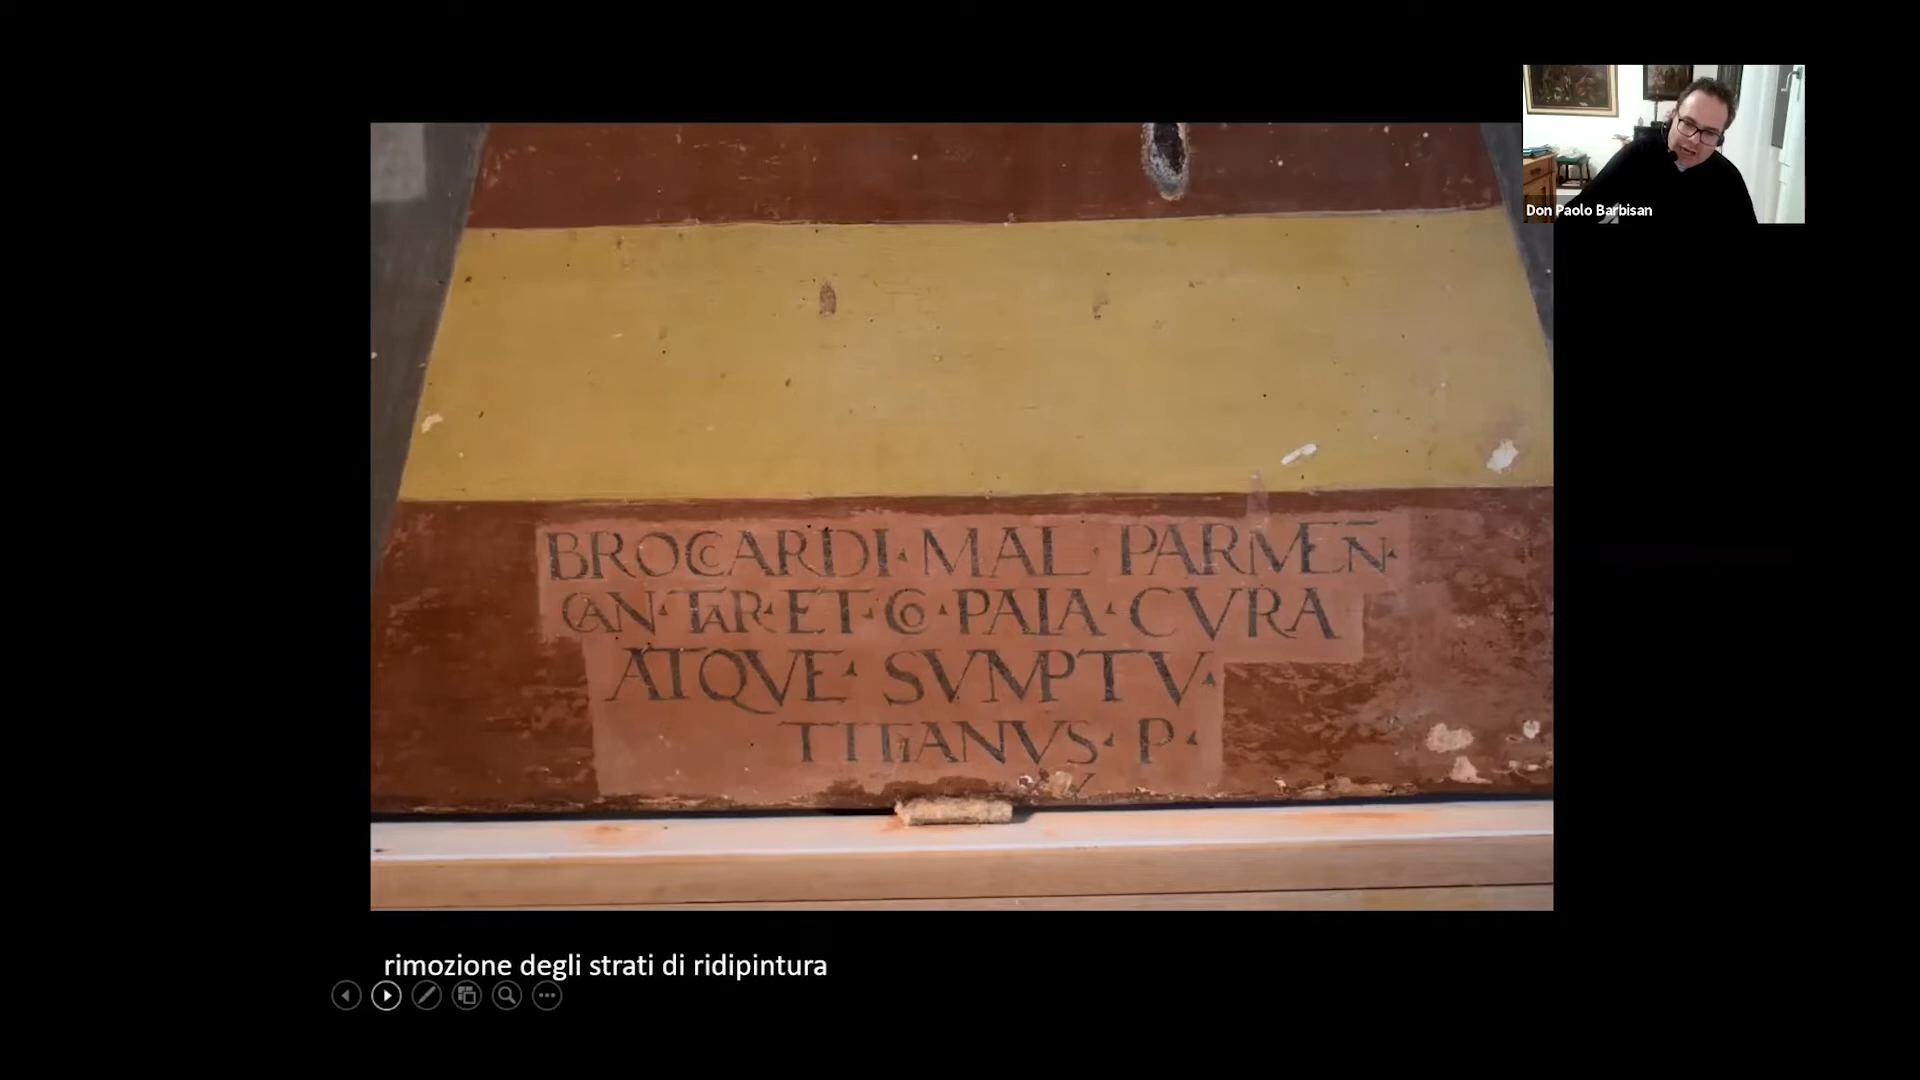 Don Paolo Barbisan
BROCCARDI · MAL · PARMEÑ ·
CAN · TAR · ET · CO · PALA · CVRA
ATQVE · SVMPTV ·
TITIANVS · P ·
rimozione degli strati di ridipintura